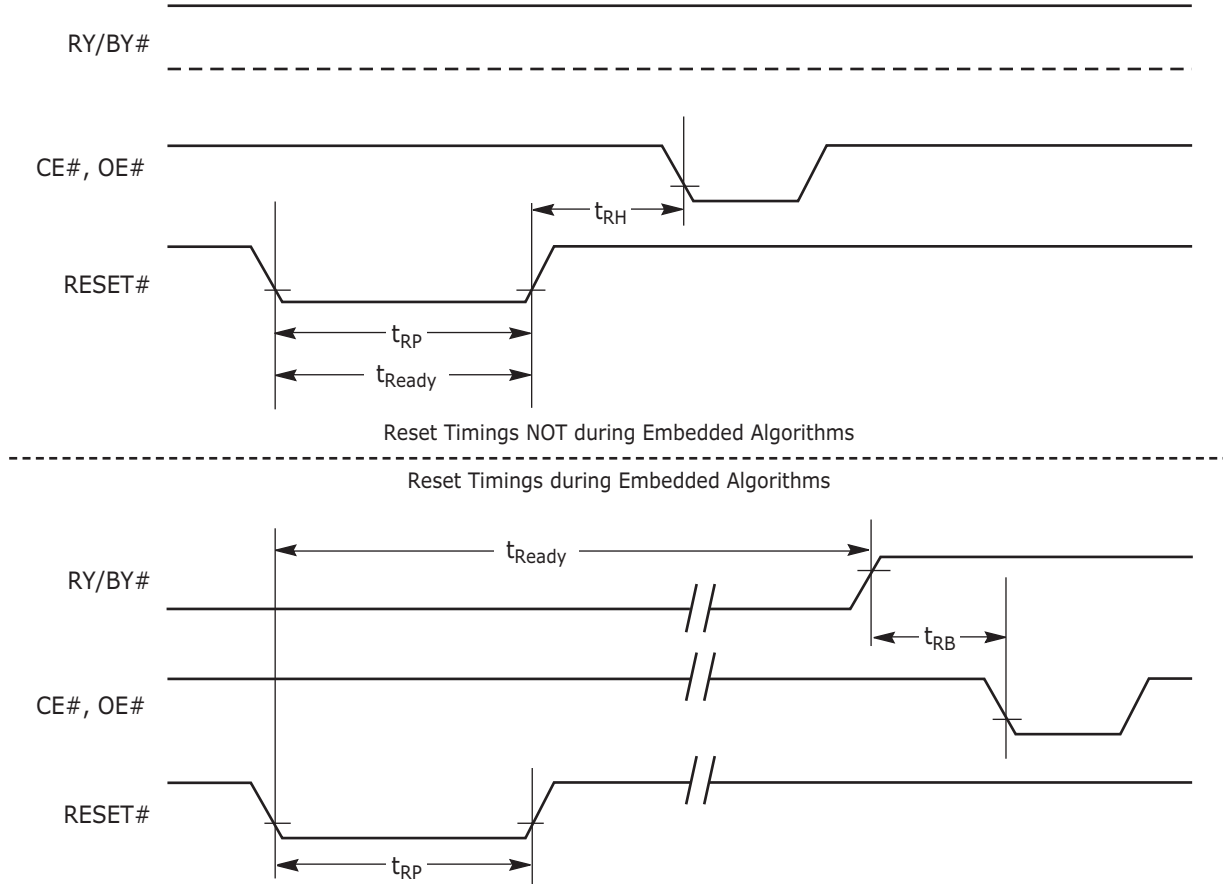 RY/BY#
CE#, OE#
tRH
RESET#
tRP
tReady
Reset Timings NOT during Embedded Algorithms
Reset Timings during Embedded Algorithms
tReady
RY/BY#
tRB
CE#, OE#
RESET#
tRP